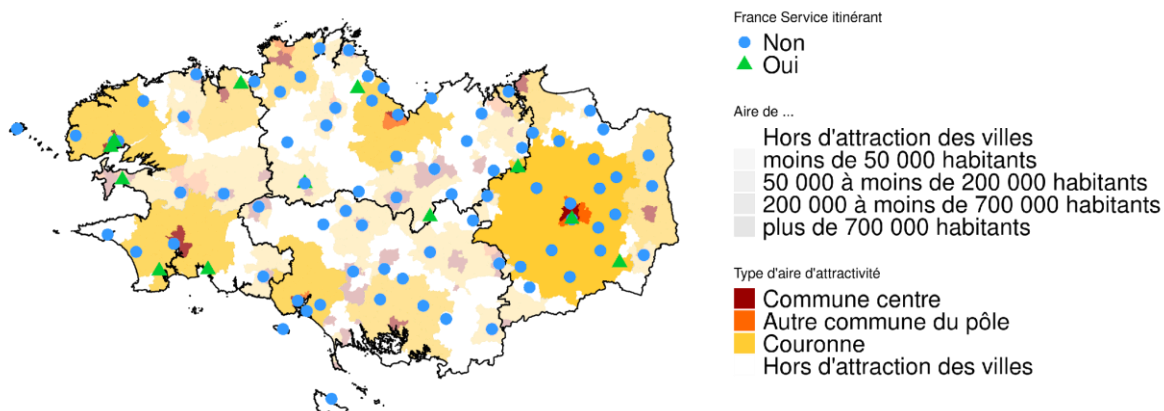 France Service itinérant
Non
Oui
Aire de ...
Hors d'attraction des villes
moins de 50 000 habitants
50 000 à moins de 200 000 habitants
200 000 à moins de 700 000 habitants
plus de 700 000 habitants
Type d'aire d'attractivité
Commune centre
Autre commune du pôle
Couronne
Hors d'attraction des villes